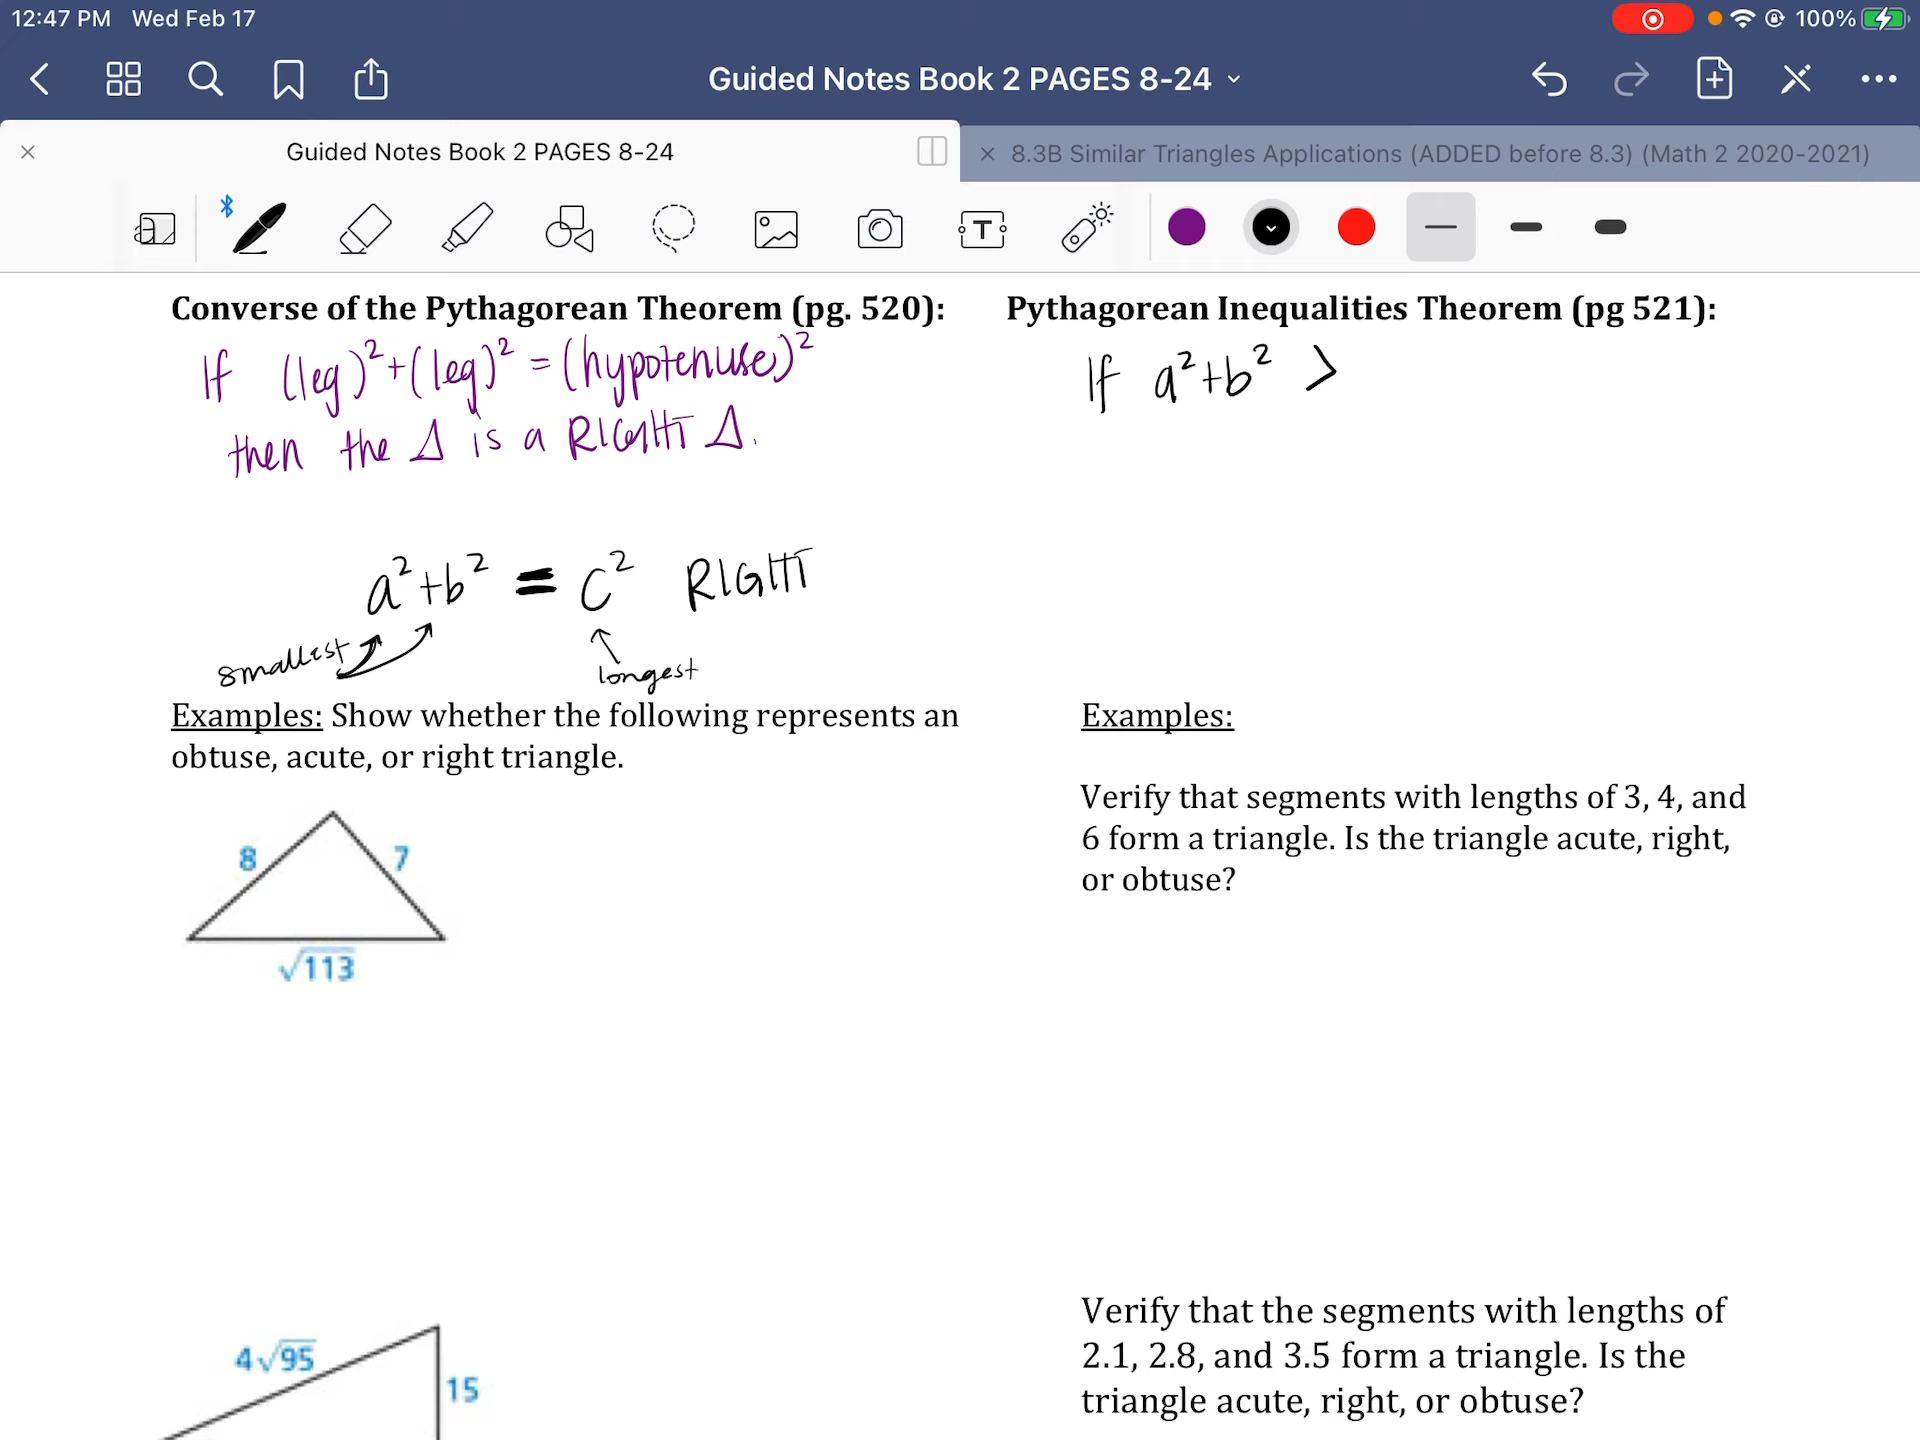 12:47 PM Wed Feb 17
100%
Guided Notes Book 2 PAGES 8-24
Guided Notes Book 2 PAGES 8-24
8.3B Similar Triangles Applications (ADDED before 8.3) (Math 2 2020-2021)
Converse of the Pythagorean Theorem (pg. 520):
If (leg)²+(leg)² = (hypotenuse)²
then the Δ is a RIGHT Δ.
a²+b² = c² RIGHT
smallest
longest
Examples: Show whether the following represents an
obtuse, acute, or right triangle.
8
7
√113
4√95
15
Pythagorean Inequalities Theorem (pg 521):
If a²+b² >
Examples:
Verify that segments with lengths of 3, 4, and
6 form a triangle. Is the triangle acute, right,
or obtuse?
Verify that the segments with lengths of
2.1, 2.8, and 3.5 form a triangle. Is the
triangle acute, right, or obtuse?